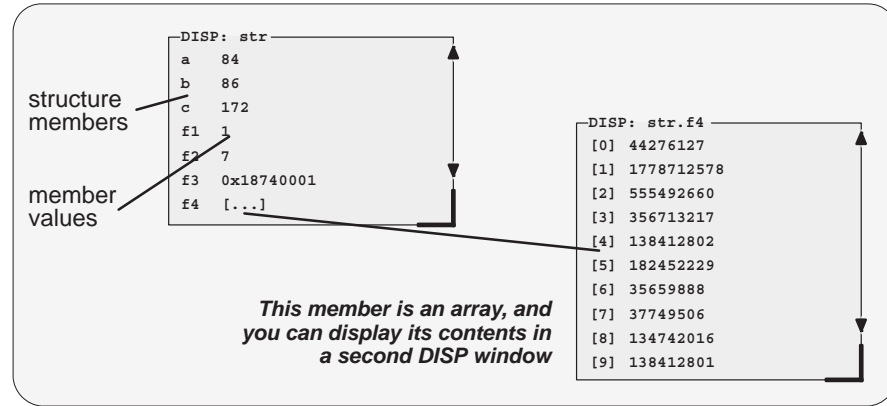 DISP: str
a 84
b 86
c 172
f1 1
f2 7
f3 0x18740001
f4 [...]
structure
members
member
values
DISP: str.f4
[0] 44276127
[1] 1778712578
[2] 555492660
[3] 356713217
[4] 138412802
[5] 182452229
[6] 35659888
[7] 37749506
[8] 134742016
[9] 138412801
This member is an array, and
you can display its contents in
a second DISP window